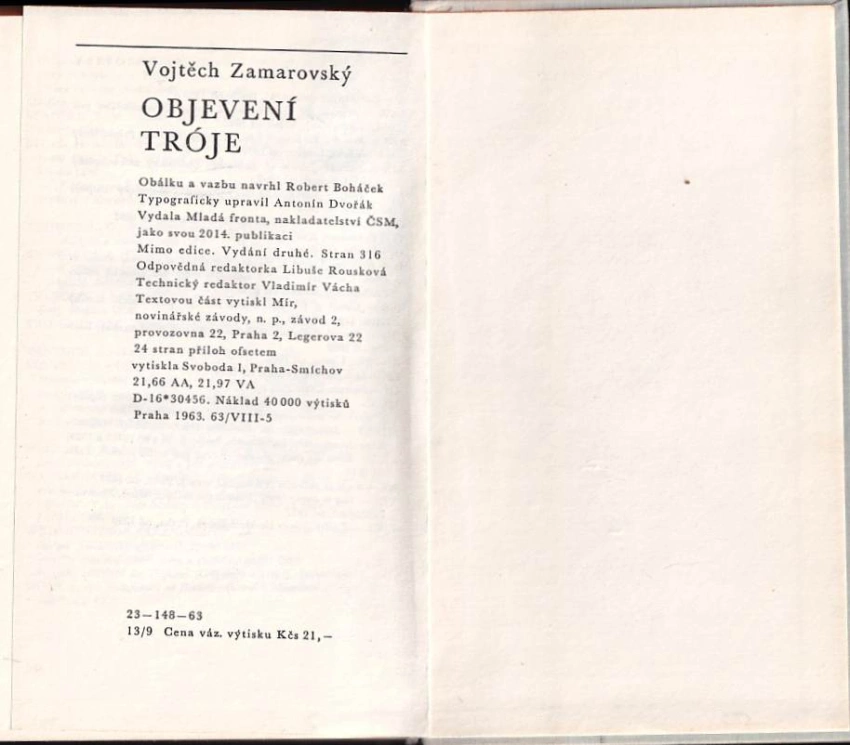 Vojtěch Zamarovský
OBJEVENÍ
TRÓJE
Obálku a vazbu navrhl Robert Boháček
Typograficky upravil Antonín Dvořák
Vydala Mladá fronta, nakladatelství ČSM,
jako svou 2014. publikaci
Mimo edice. Vydání druhé. Stran 316
Odpovědná redaktorka Libuše Rousková
Technický redaktor Vladimír Vácha
Textovou část vytiskl Mír,
novinářské závody, n. p., závod 2,
provozovna 22, Praha 2, Legerova 22
24 stran příloh ofsetem
vytiskla Svoboda 1, Praha-Smíchov
21,66 AA, 21,97 VA
D-16*30456. Náklad 40 000 výtisků
Praha 1963. 63/VIII-5
23—148—63
13/9 Cena váz. výtisku Kčs 21,—